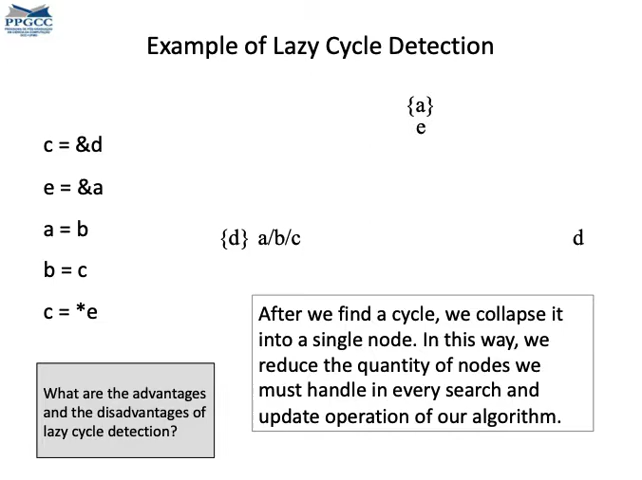 PPGCC
Example of Lazy Cycle Detection
{a}
e
c = &d
e = &a
a = b
{d} a/b/c
d
b = c
c = *e
After we find a cycle, we collapse it
into a single node. In this way, we
reduce the quantity of nodes we
must handle in every search and
update operation of our algorithm.
What are the advantages
and the disadvantages of
lazy cycle detection?